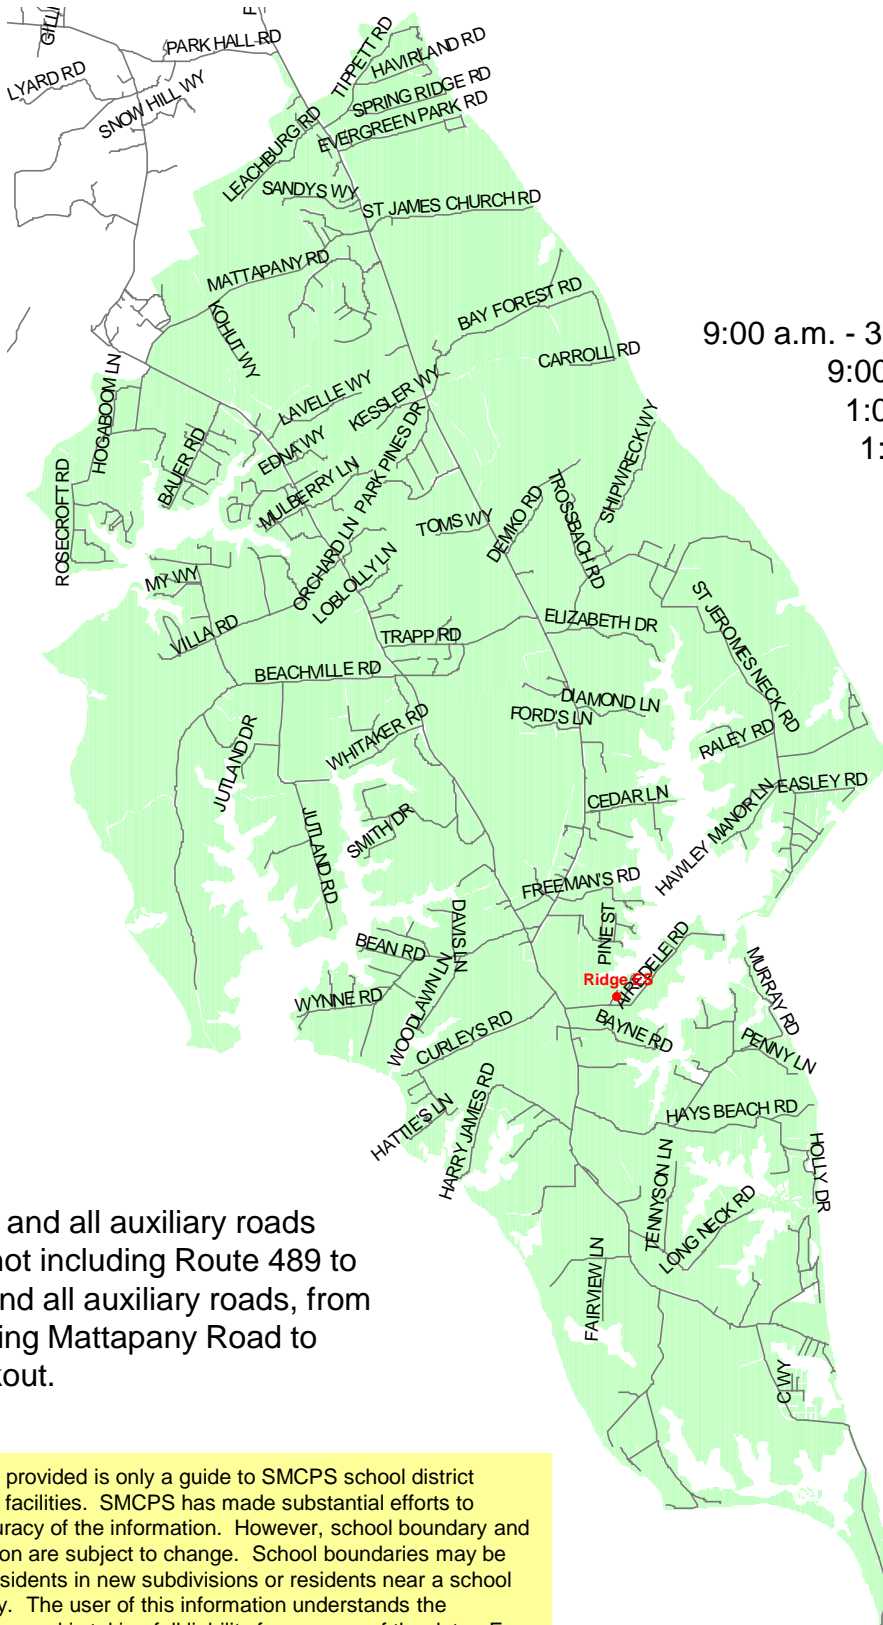 PARK HALL RD
LYARD RD
SNOW HILL WY
TIPPETT RD
HAVIRLAND RD
SPRING RIDGE RD
EVERGREEN PARK RD
LEACHBURG RD
SANDYS WY
ST JAMES CHURCH RD
MATTAPANY RD
KOHUT WY
BAY FOREST RD
CARROLL RD
9:00 a.m. - 3
9:00
1:0
1:
HOGABOOM LN
LAVELLE WY
KESSLER WY
EDNA WY
BAUER RD
MULBERRY LN
PARK PINES DR
ROSECROFT RD
ORCHARD LN
LOBLOLLY LN
TOMS WY
DEMKO RD
TROSSBACH RD
SHIPWRECK WY
MY WY
VILLA RD
TRAPP RD
ELIZABETH DR
ST JEROMES NECK RD
BEACHVILLE RD
DIAMOND LN
FORD'S LN
WHITAKER RD
JUTLAND DR
RALEY RD
EASLEY RD
HAWLEY MANOR LN
CEDAR LN
SMITH DR
JUTLAND RD
FREEMAN'S RD
DAVIS LN
PINE ST
BEAN RD
WOODLAWN LN
WYNNE RD
Ridge ES
AIREDELE RD
BAYNE RD
MURRAY RD
PENNY LN
CURLEYS RD
HATTIE'S LN
HARRY JAMES RD
HAYS BEACH RD
HOLLY DR
TENNYSON LN
LONG NECK RD
FAIRVIEW LN
C WY
and all auxiliary roads
not including Route 489 to
nd all auxiliary roads, from
ing Mattapany Road to
kout.
provided is only a guide to SMCPS school district
facilities. SMCPS has made substantial efforts to
uracy of the information. However, school boundary and
on are subject to change. School boundaries may be
sidents in new subdivisions or residents near a school
y. The user of this information understands the